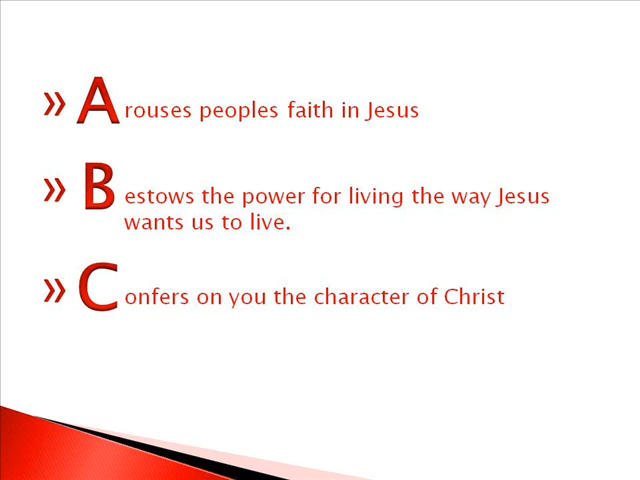 » Arouses peoples faith in Jesus
» Bestows the power for living the way Jesus
wants us to live.
» Confers on you the character of Christ